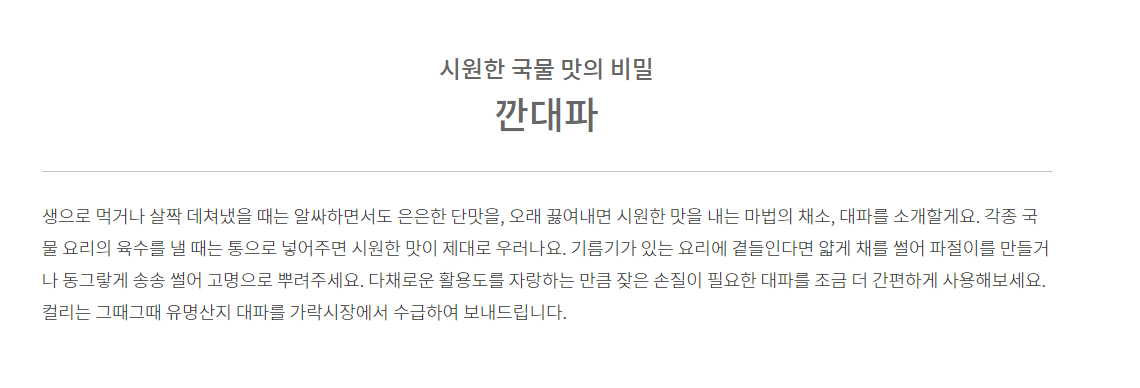 시원한 국물 맛의 비밀
깐대파
생으로 먹거나 살짝 데쳐냈을 때는 알싸하면서도 은은한 단맛을, 오래 끓여내면 시원한 맛을 내는 마법의 채소, 대파를 소개할게요. 각종 국
물 요리의 육수를 낼 때는 통으로 넣어주면 시원한 맛이 제대로 우러나요. 기름기가 있는 요리에 곁들인다면 얇게 채를 썰어 파절이를 만들거
나 동그랗게 송송 썰어 고명으로 뿌려주세요. 다채로운 활용도를 자랑하는 만큼 잦은 손질이 필요한 대파를 조금 더 간편하게 사용해보세요.
컬리는 그때그때 유명산지 대파를 가락시장에서 수급하여 보내드립니다.